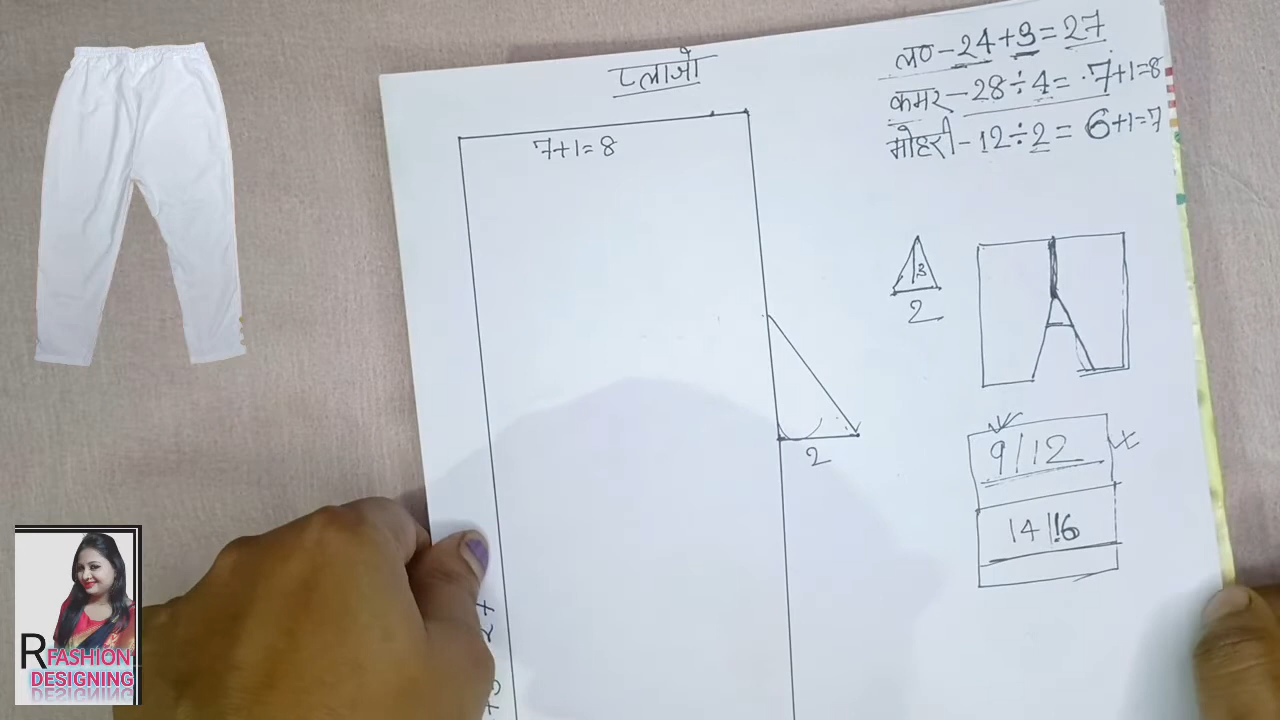 प्लाजो
ल० - 24 + 3 = 27
कमर - 28 ÷ 4 = 7+1=8
मोहरी - 12 ÷ 2 = 6+1=7
7+1=8
3
2
2
9/12
14/16
R FASHION
DESIGNING